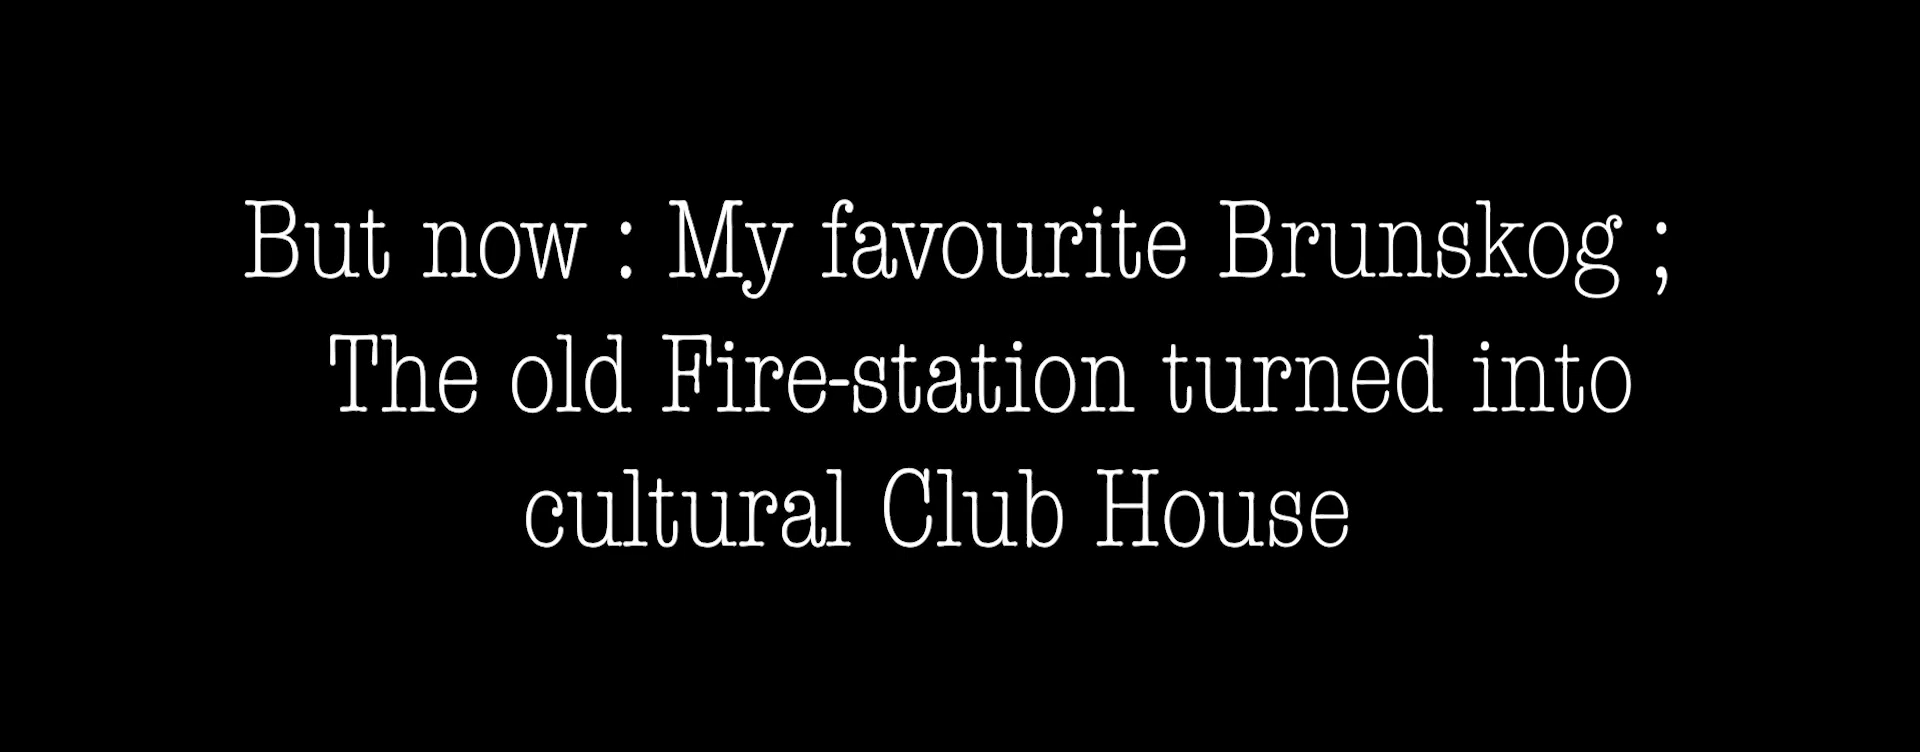 But now : My favourite Brunskog ;
The old Fire-station turned into
cultural Club House